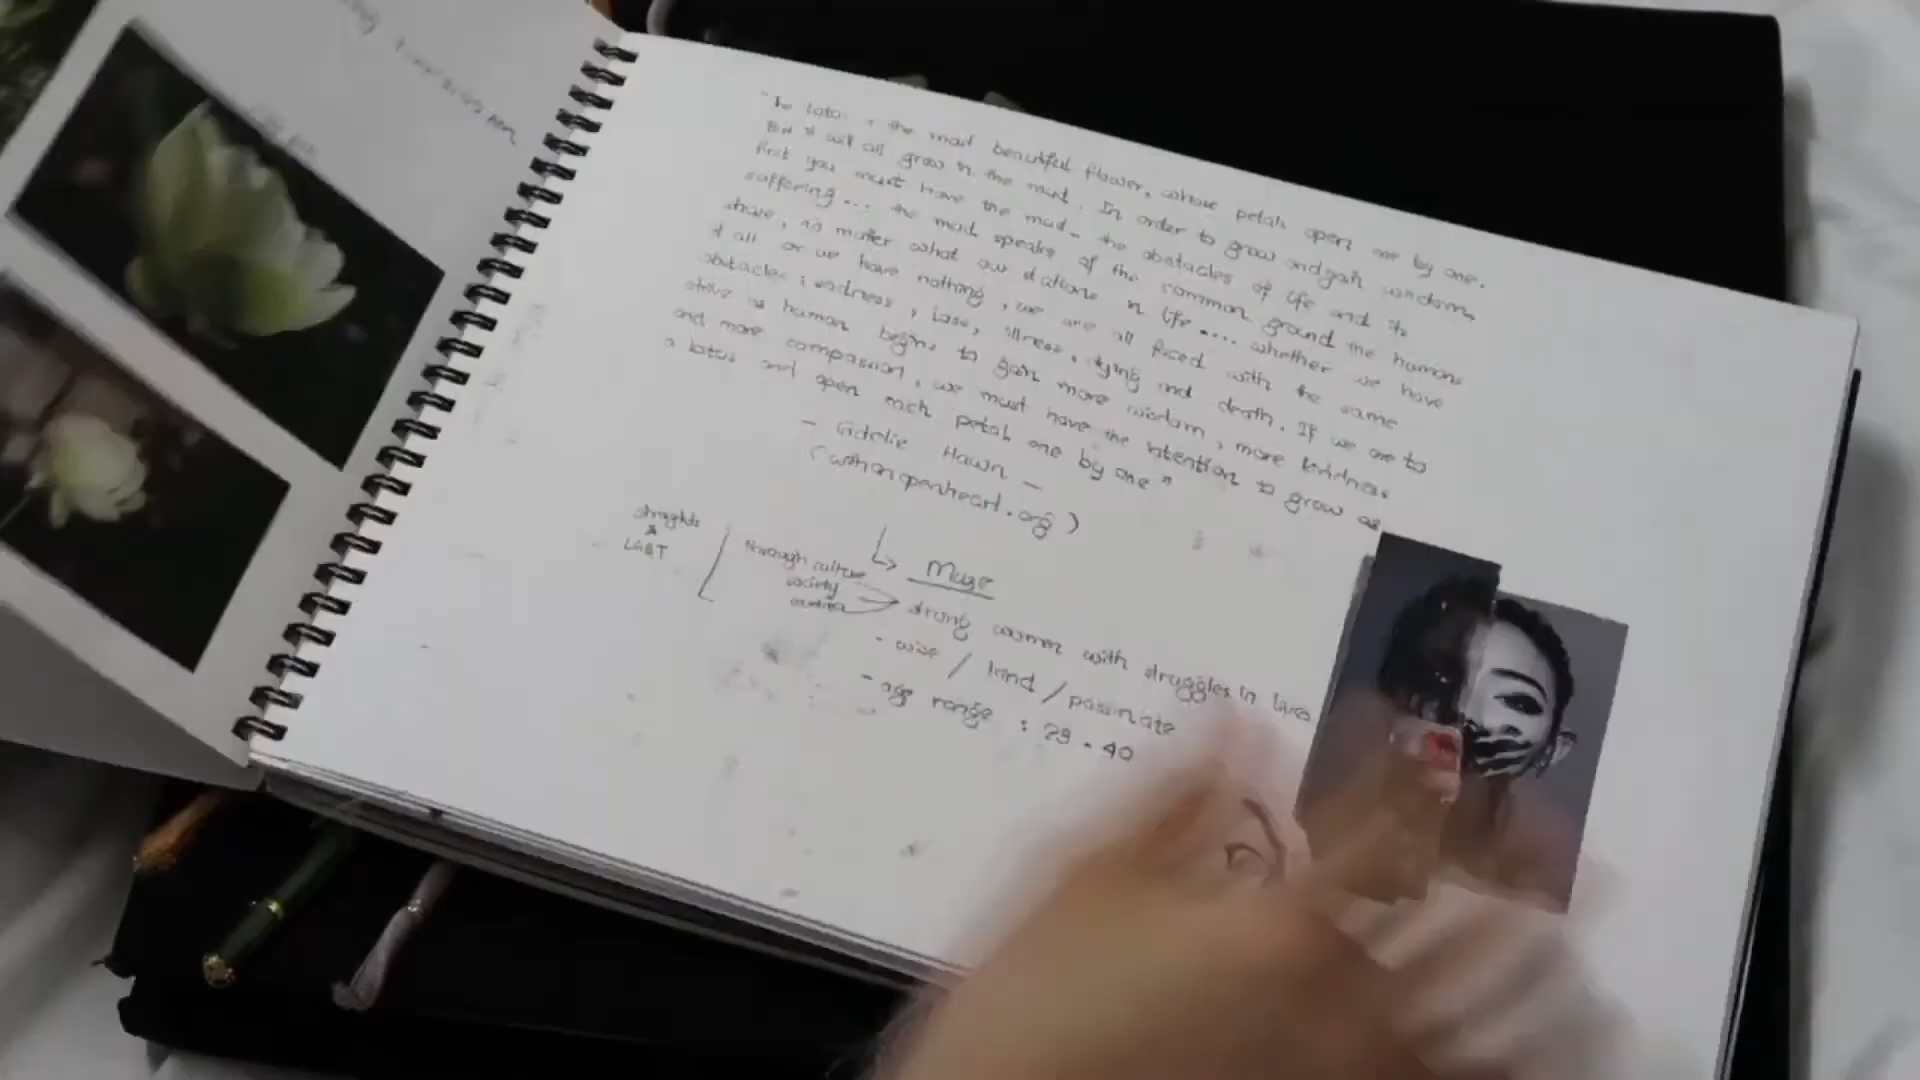 "The lotus is the most beautiful flower, whose petals open one by one.
But it will all grow in the mud. In order to grow and gain wisdom,
first you must have the mud - the obstacles of life and its
suffering... the mud speaks of the common ground the humans
share, no matter what our stations in life.... whether we have
it all or we have nothing, we are all faced with the same
obstacles: sadness, loss, illness, dying and death. If we are to
strive as human begins to gain more wisdom, more kindness
and more compassion, we must have the intention to grow as
a lotus and open each petal one by one"
- Goldie Hawn -
(withanopenheart.org)
Muse
LGBT
through culture
society
strong women with struggles in lives
- wise / kind / passinate
- age range : 23 - 40